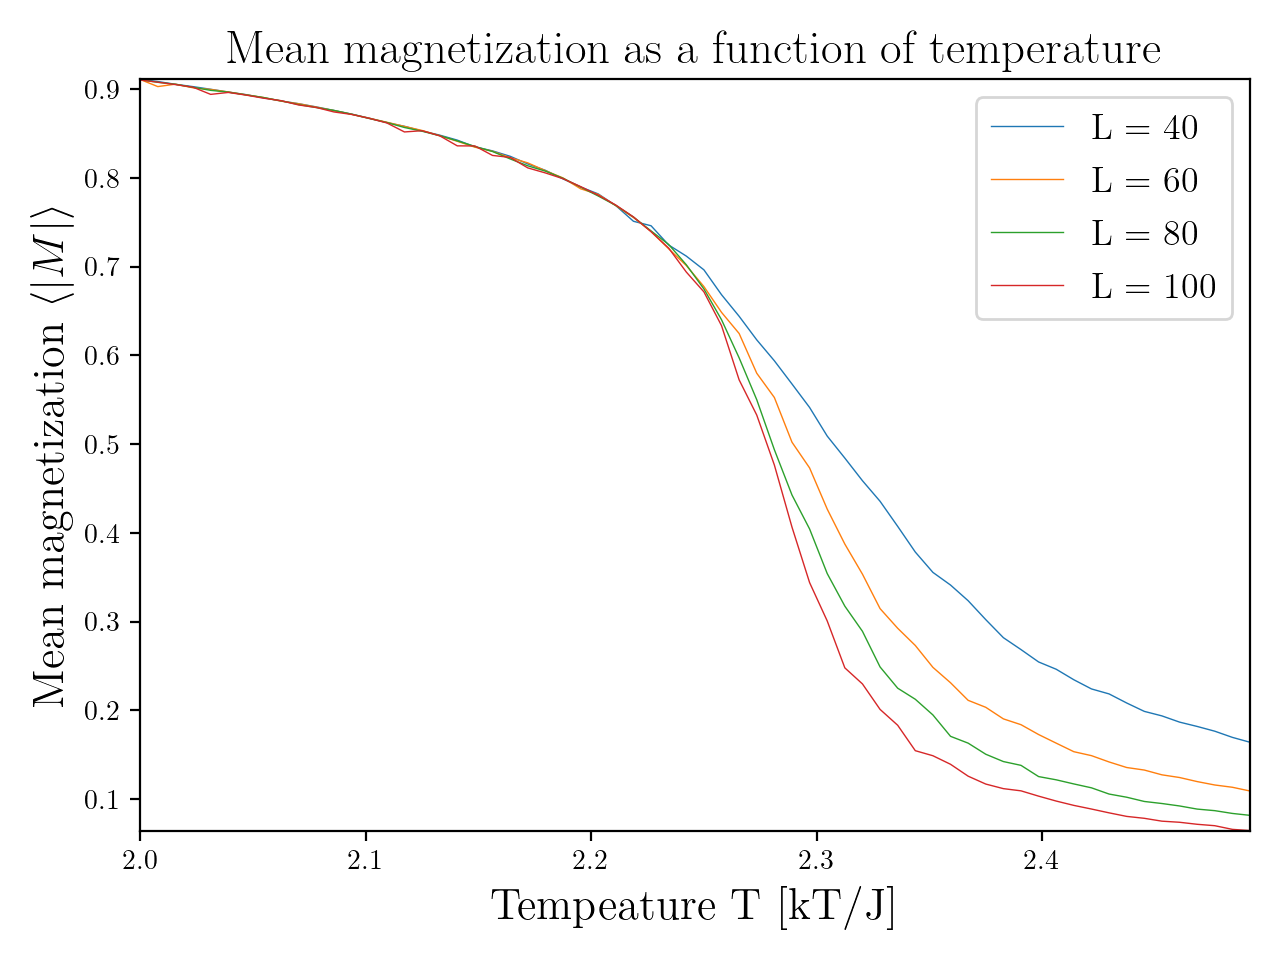 Mean magnetization as a function of temperature
Mean magnetization ⟨|M|⟩
0.9
0.8
0.7
0.6
0.5
0.4
0.3
0.2
0.1
L = 40
L = 60
L = 80
L = 100
2.0 2.1 2.2 2.3 2.4
Tempeature T [kT/J]